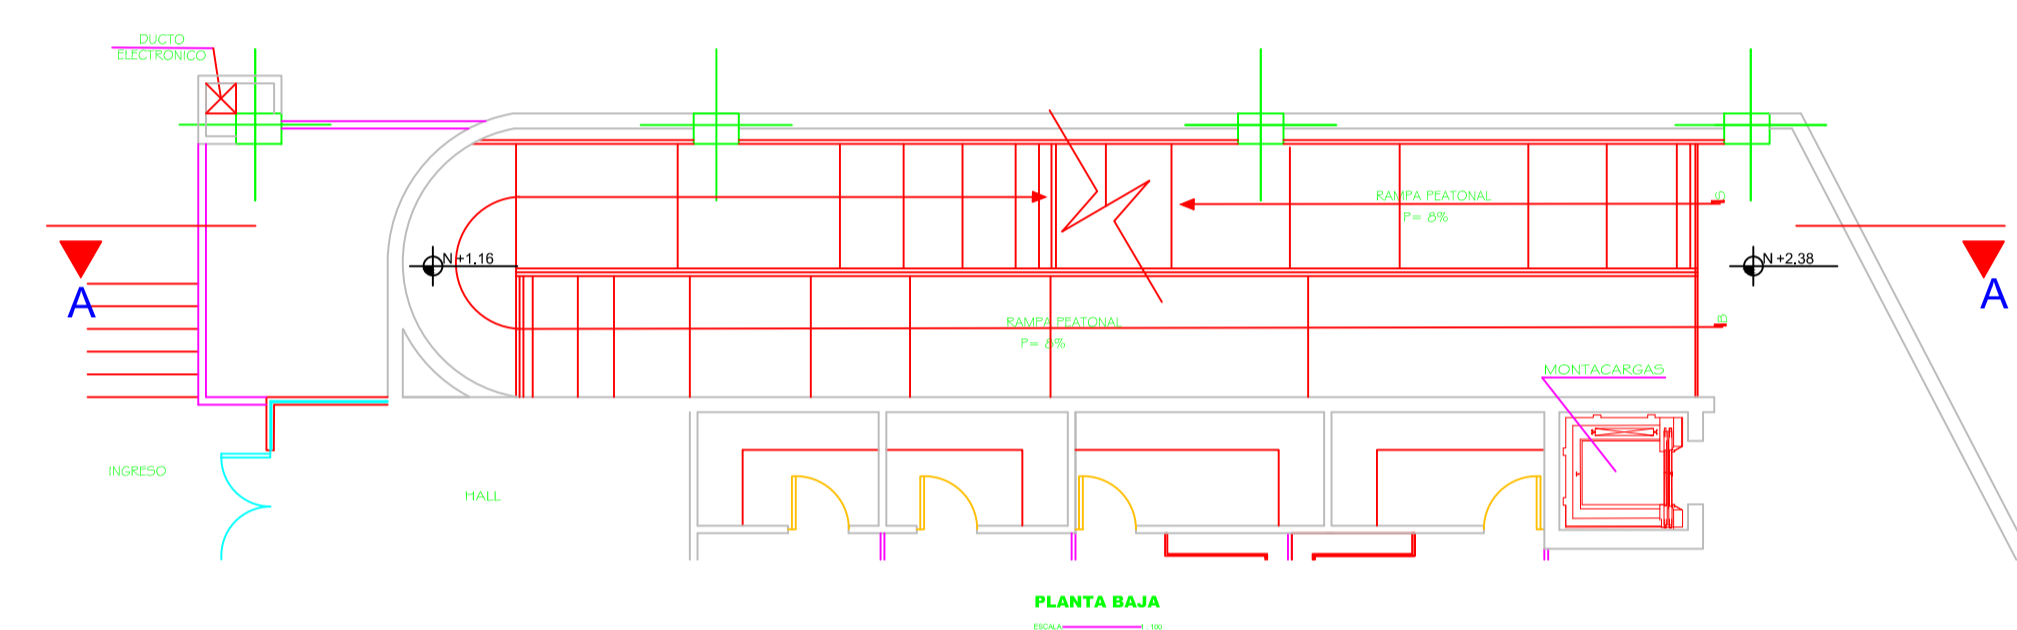 DUCTO
ELECTRONICO
RAMPA PEATONAL
P= 8%
S
N +1.16
N +2.38
A
A
RAMPA PEATONAL
P= 8%
B
MONTACARGAS
INGRESO
HALL
PLANTA BAJA
ESCALA 1 : 100